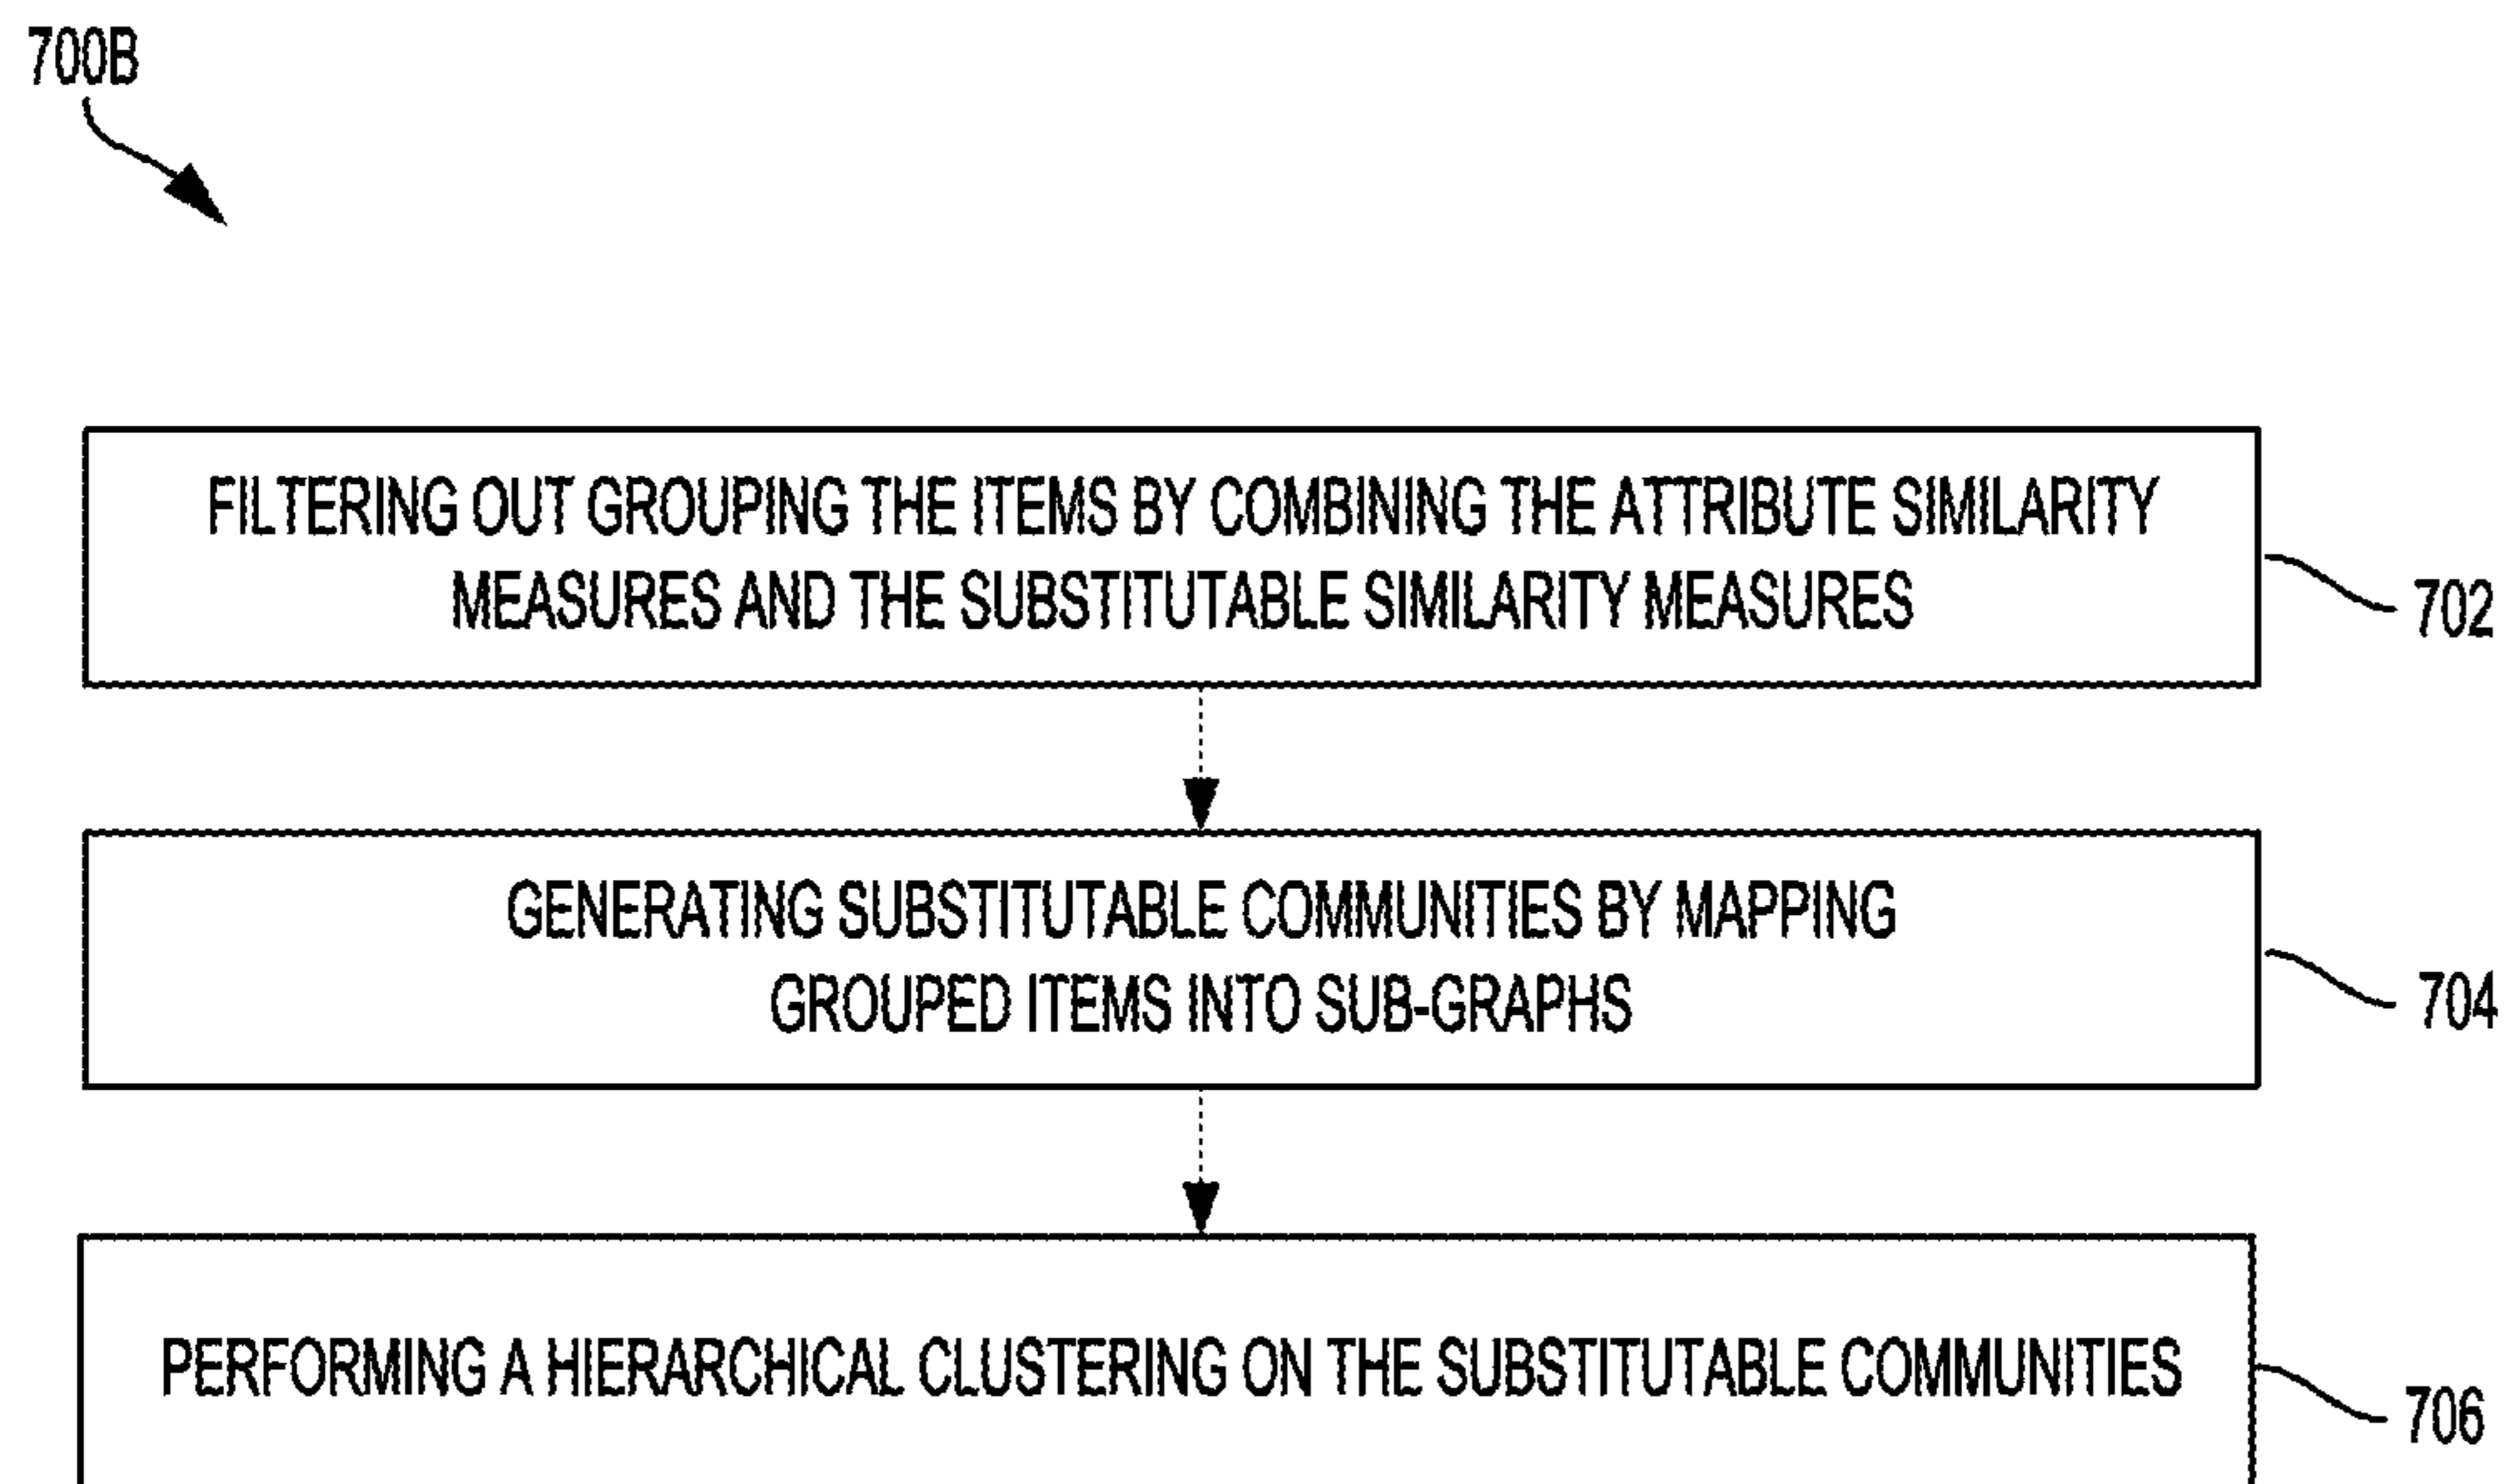 700B
FILTERING OUT GROUPING THE ITEMS BY COMBINING THE ATTRIBUTE SIMILARITY
MEASURES AND THE SUBSTITUTABLE SIMILARITY MEASURES
702
GENERATING SUBSTITUTABLE COMMUNITIES BY MAPPING
GROUPED ITEMS INTO SUB-GRAPHS
704
PERFORMING A HIERARCHICAL CLUSTERING ON THE SUBSTITUTABLE COMMUNITIES
706